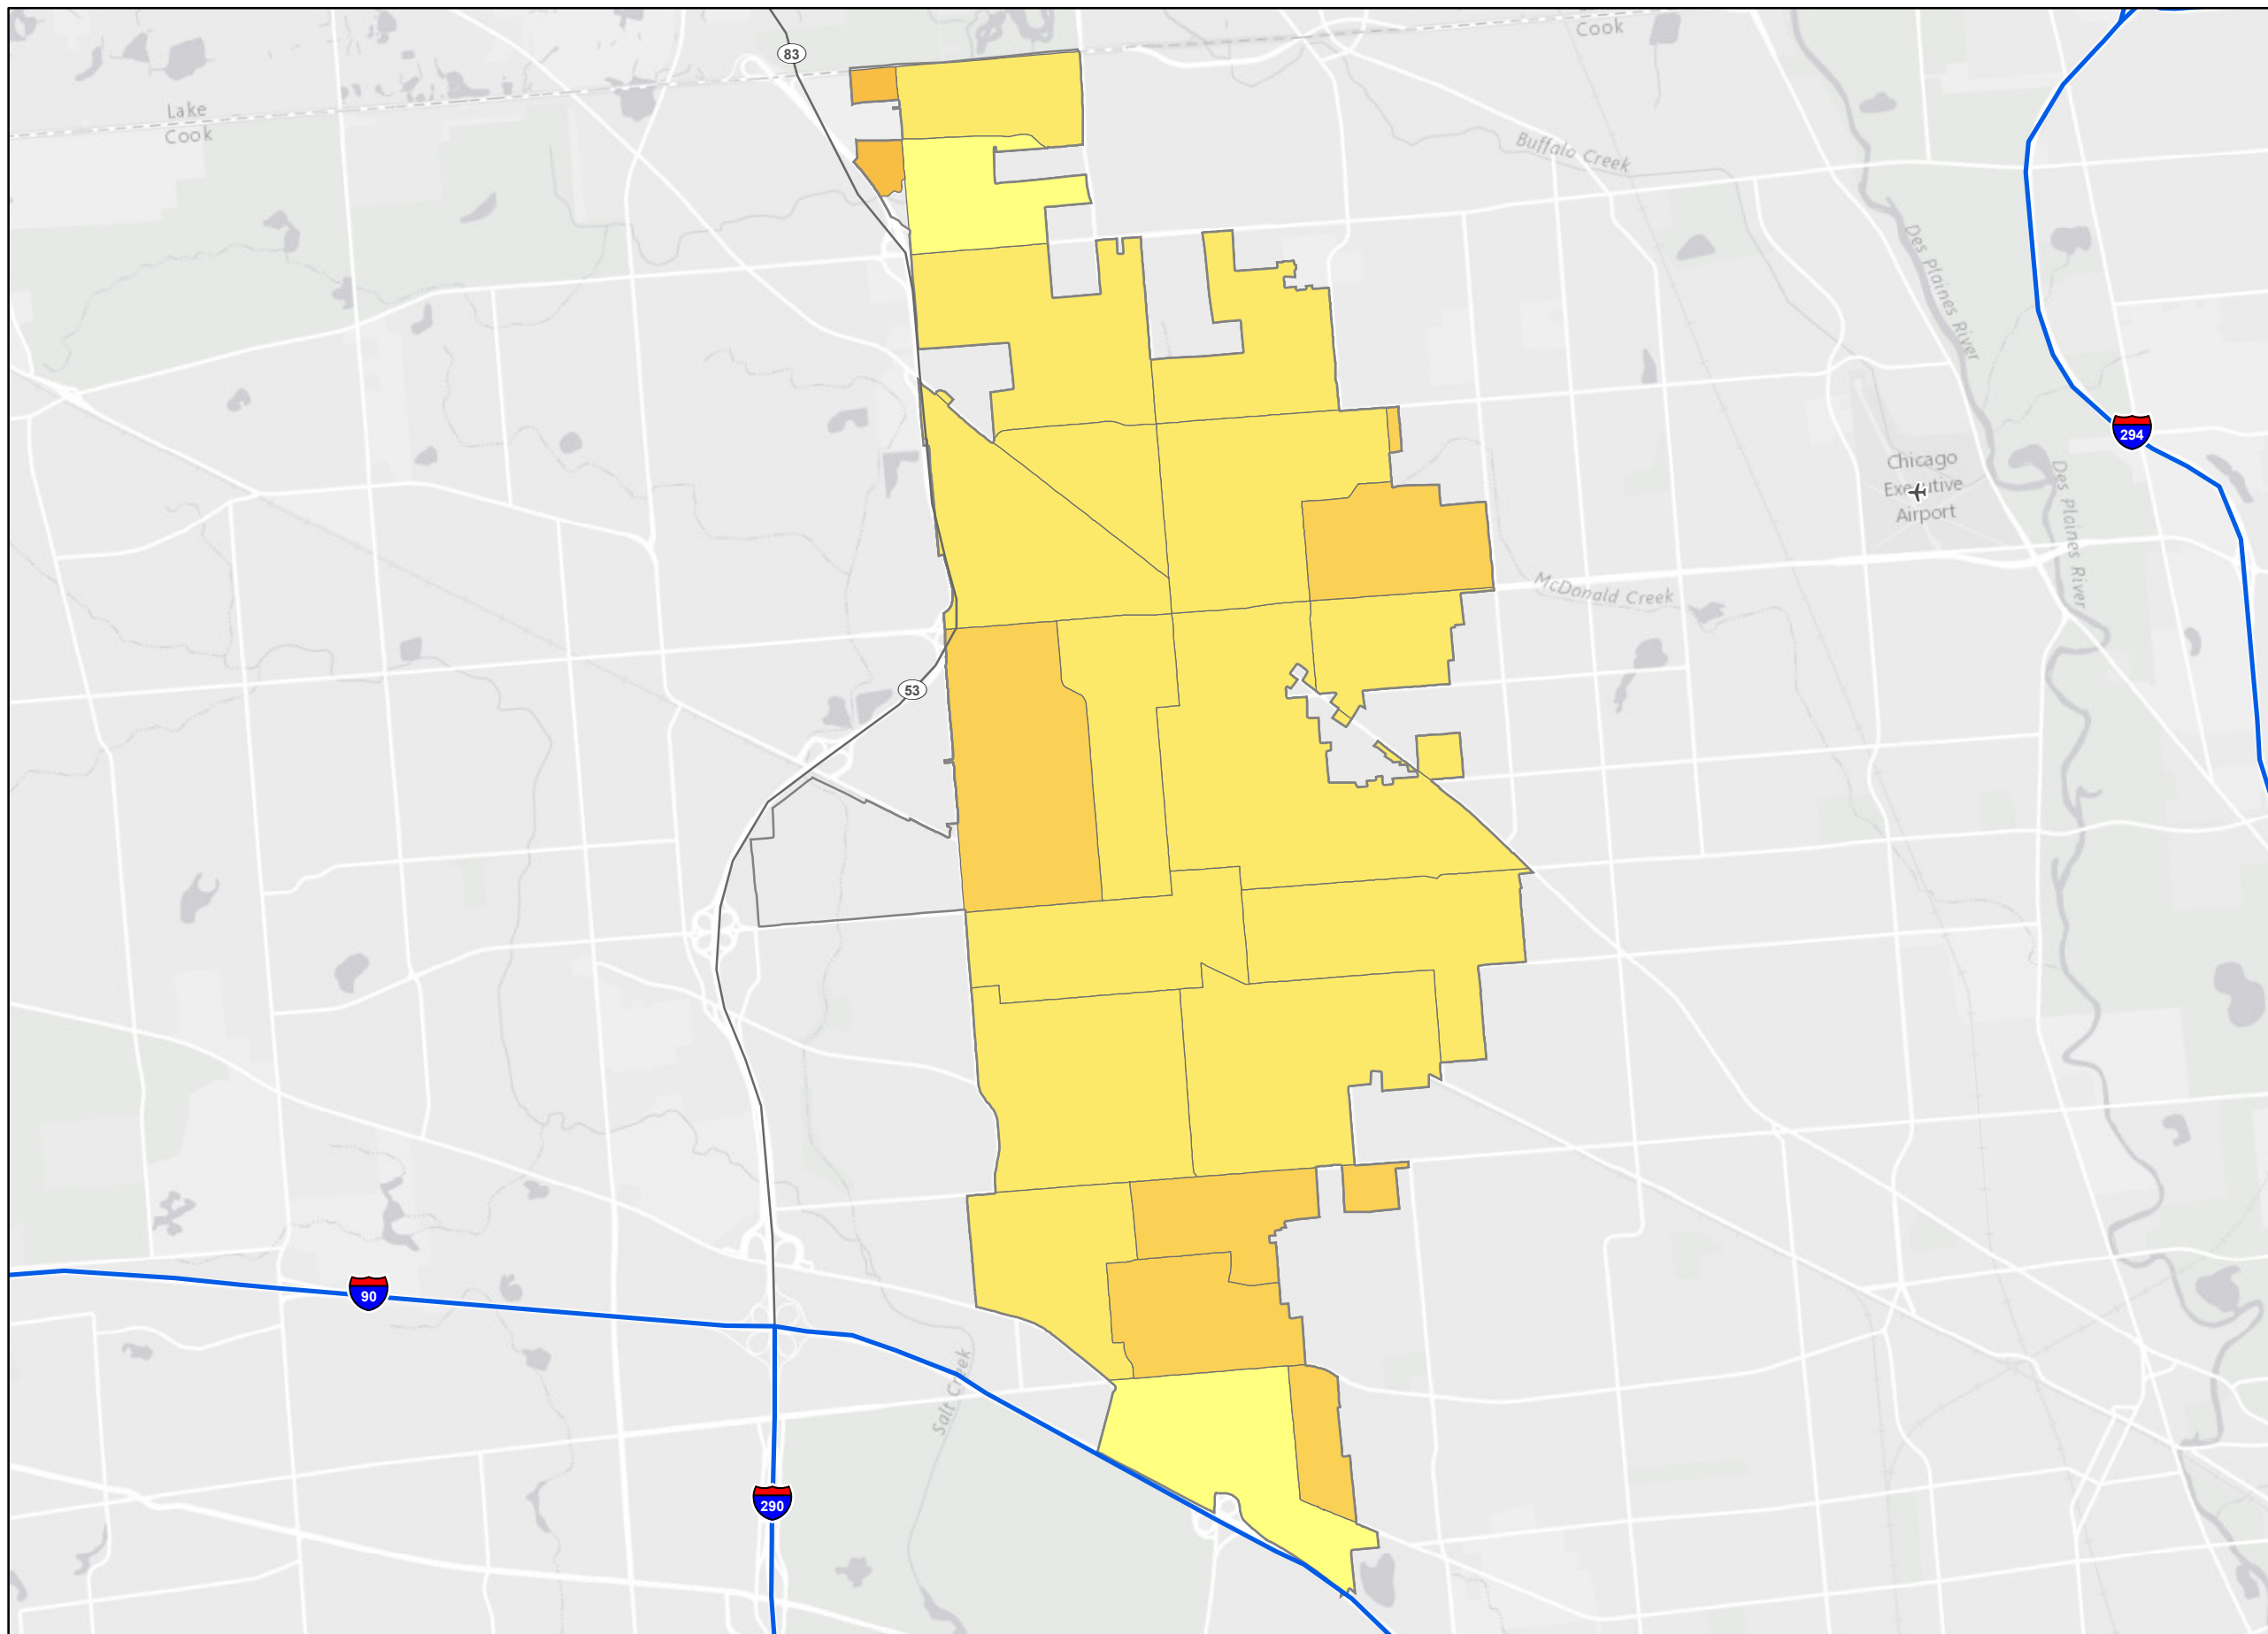 Cook
83
Lake
Cook
Buffalo Creek
Des Plaines River
294
Chicago
Executive
Airport
Des Plaines River
McDonald Creek
53
90
Salt Creek
290